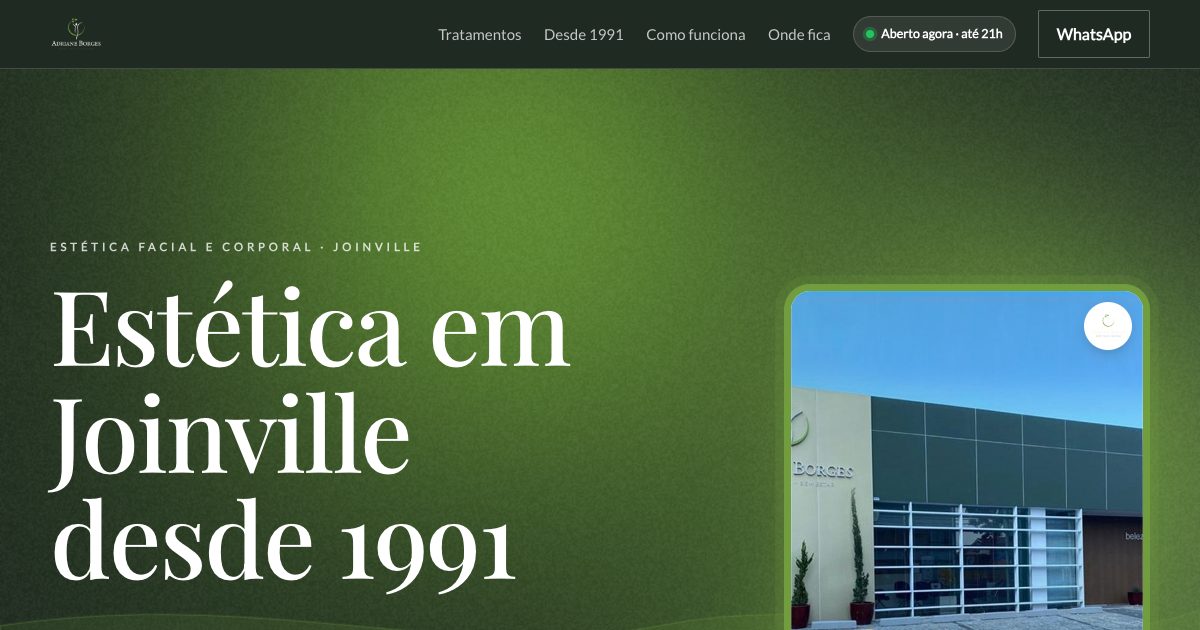 ADRIANE BORGES
Tratamentos
Desde 1991
Como funciona
Onde fica
Aberto agora · até 21h
WhatsApp
ESTÉTICA FACIAL E CORPORAL · JOINVILLE
Estética em
Joinville
desde 1991
BORGES